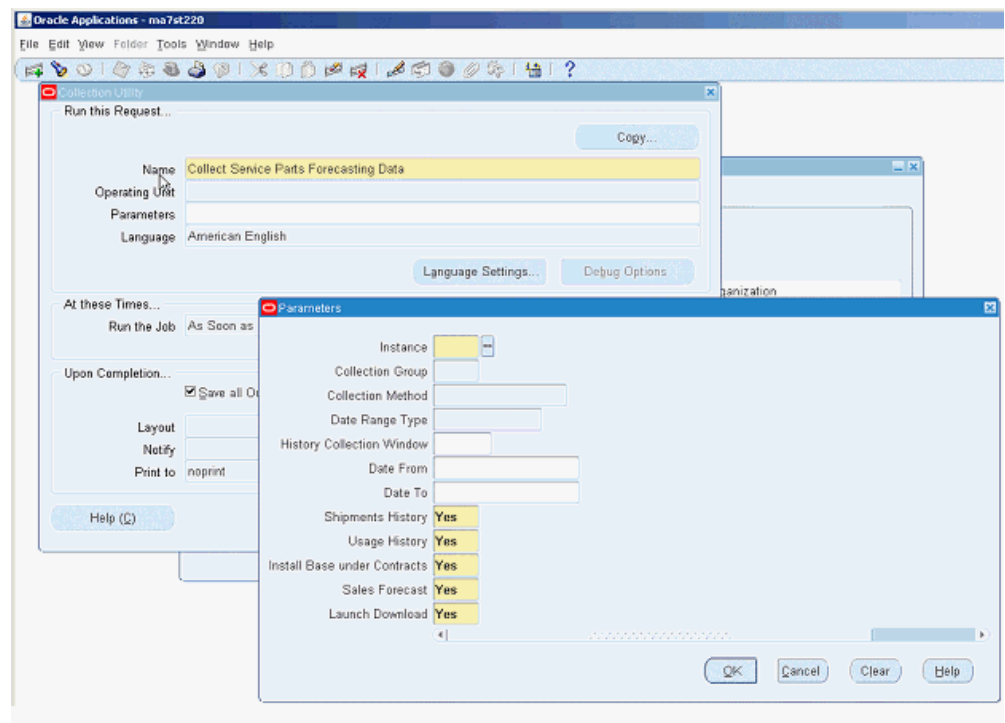 Oracle Applications - ma7st220
File Edit View Folder Tools Window Help
Collection Utility
Run this Request...
Copy...
Name Collect Service Parts Forecasting Data
Operating Unit
Parameters
Language American English
Language Settings... Debug Options
ganization
At these Times...
Run the Job As Soon as
Upon Completion...
Save all Ou
Layout
Notify
Print to noprint
Help (C)
Parameters
Instance
Collection Group
Collection Method
Date Range Type
History Collection Window
Date From
Date To
Shipments History Yes
Usage History Yes
Install Base under Contracts Yes
Sales Forecast Yes
Launch Download Yes
OK Cancel Clear Help